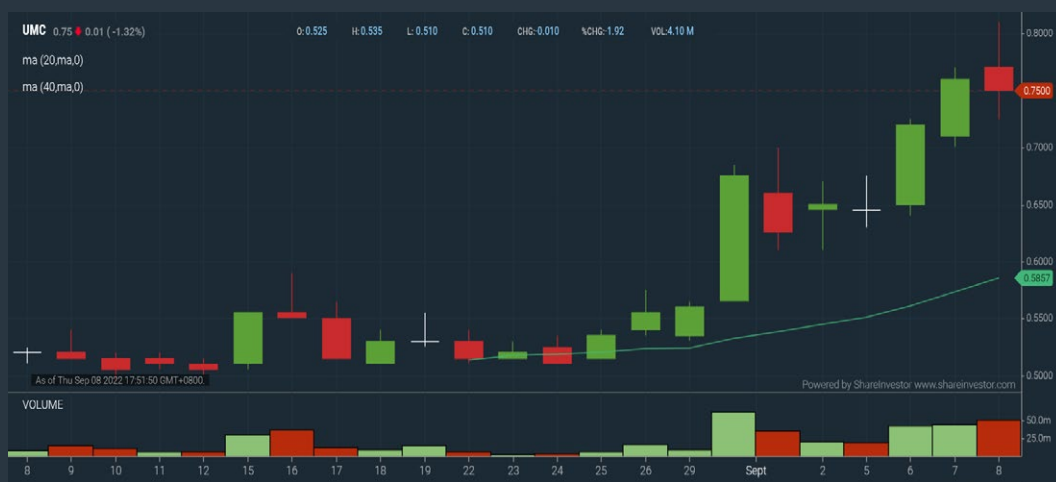 UMC 0.75 0.01 (-1.32%) O:0.525 H:0.535 L:0.510 C:0.510 CHG:-0.010 %CHG:-1.92 VOL:4.10 M
ma (20,ma,0)
ma (40,ma,0)
0.8000
0.7500
0.7000
0.6500
0.6000
0.5857
0.5500
0.5000
As of Thu Sep 08 2022 17:51:50 GMT+0800.
Powered by ShareInvestor www.shareinvestor.com
VOLUME
50.0m
25.0m
8 9 10 11 12 15 16 17 18 19 22 23 24 25 26 29 Sept 2 5 6 7 8